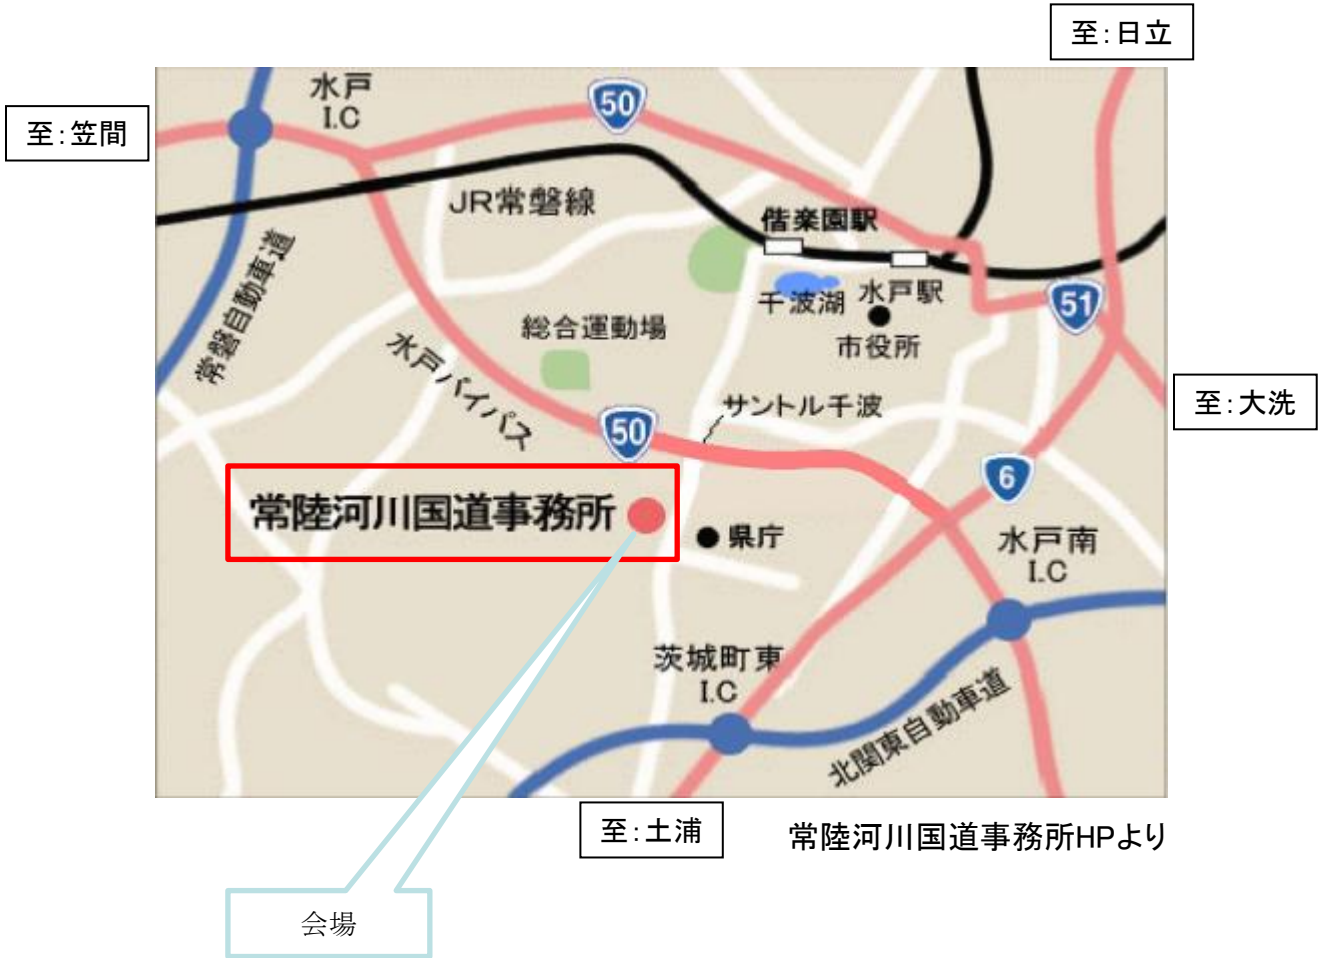 至：日立
水戸
I.C
50
至：笠間
JR常磐線
偕楽園駅
常磐自動車道
千波湖
水戸駅
51
総合運動場
市役所
水戸バイパス
サントル千波
至：大洗
50
6
常陸河川国道事務所
県庁
水戸南
I.C
茨城町東
I.C
北関東自動車道
至：土浦
常陸河川国道事務所HPより
会場